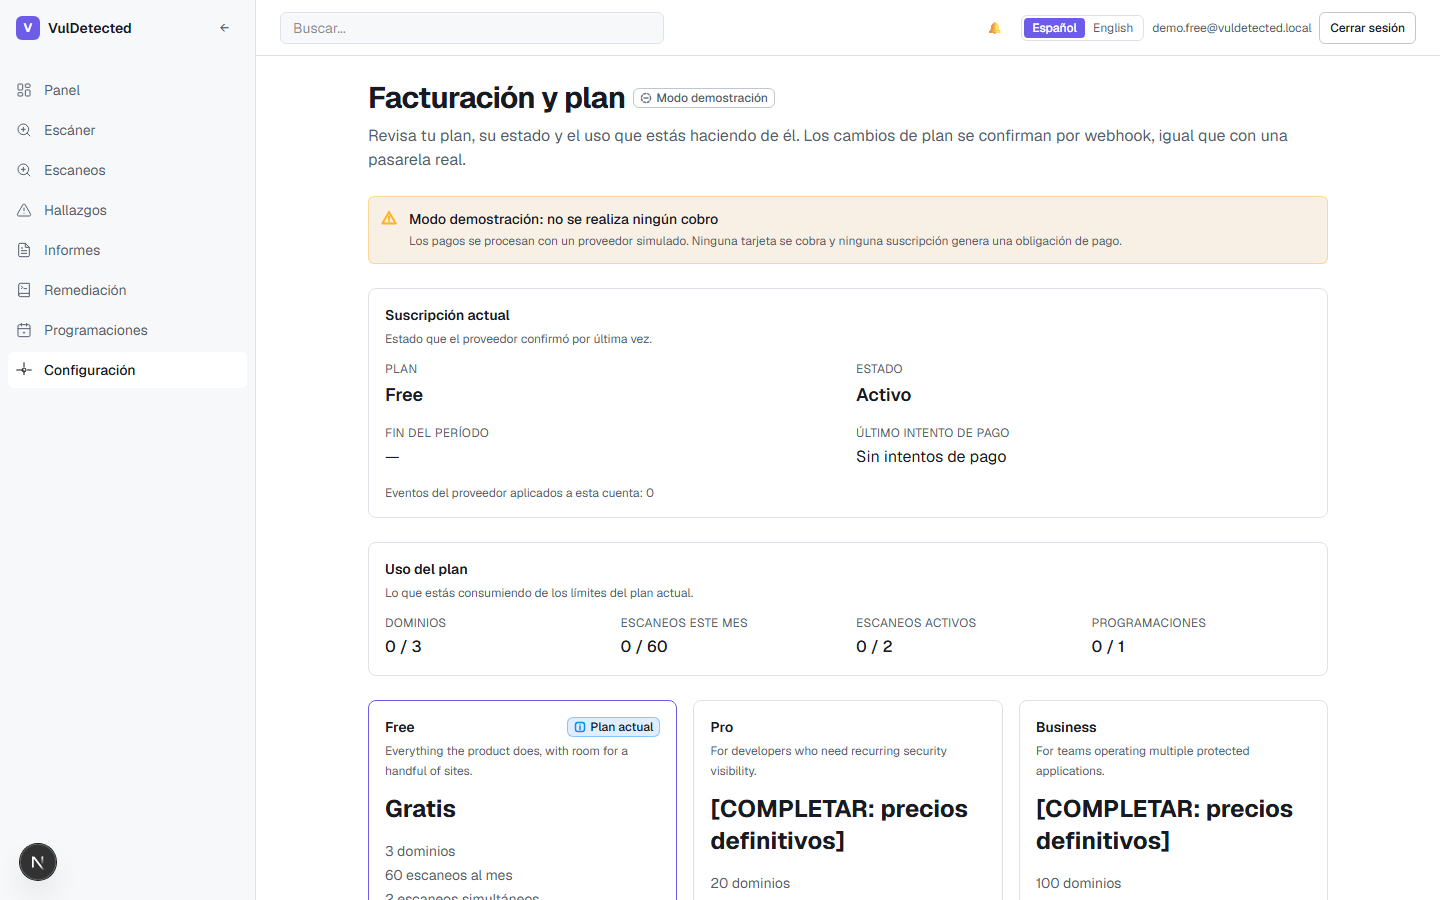 V VulDetected
Buscar...
Español English demo.free@vuldetected.local Cerrar sesión
Panel
Escáner
Escaneos
Hallazgos
Informes
Remediación
Programaciones
Configuración
Facturación y plan Modo demostración
Revisa tu plan, su estado y el uso que estás haciendo de él. Los cambios de plan se confirman por webhook, igual que con una
pasarela real.
Modo demostración: no se realiza ningún cobro
Los pagos se procesan con un proveedor simulado. Ninguna tarjeta se cobra y ninguna suscripción genera una obligación de pago.
Suscripción actual
Estado que el proveedor confirmó por última vez.
PLAN
Free
ESTADO
Activo
FIN DEL PERÍODO
—
ÚLTIMO INTENTO DE PAGO
Sin intentos de pago
Eventos del proveedor aplicados a esta cuenta: 0
Uso del plan
Lo que estás consumiendo de los límites del plan actual.
DOMINIOS
0 / 3
ESCANEOS ESTE MES
0 / 60
ESCANEOS ACTIVOS
0 / 2
PROGRAMACIONES
0 / 1
Free Plan actual
Everything the product does, with room for a
handful of sites.
Gratis
3 dominios
60 escaneos al mes
2 escaneos simultáneos
Pro
For developers who need recurring security
visibility.
[COMPLETAR: precios
definitivos]
20 dominios
Business
For teams operating multiple protected
applications.
[COMPLETAR: precios
definitivos]
100 dominios
N